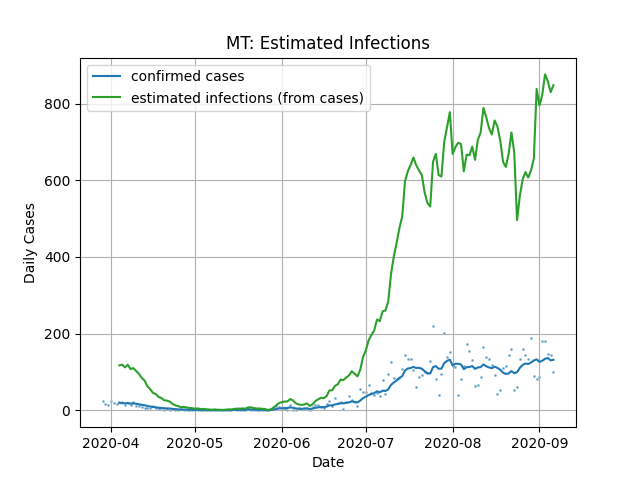 MT: Estimated Infections
confirmed cases
estimated infections (from cases)
Daily Cases
800
600
400
200
0
2020-04
2020-05
2020-06
2020-07
2020-08
2020-09
Date